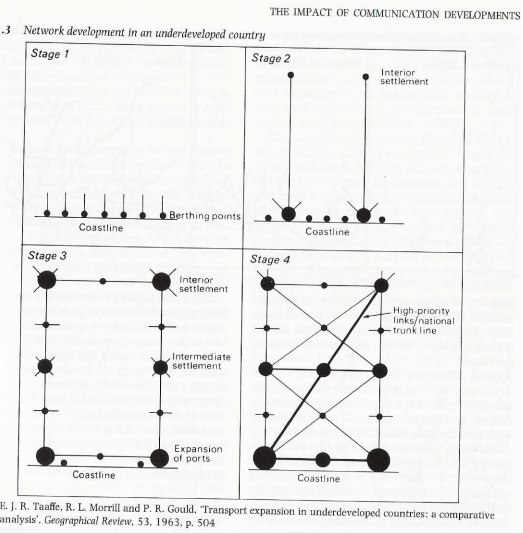 THE IMPACT OF COMMUNICATION DEVELOPMENTS
.3 Network development in an underdeveloped country
Stage 1
Berthing points
Coastline
Stage 2
Interior
settlement
Coastline
Stage 3
Interior
settlement
Intermediate
settlement
Expansion
of ports
Coastline
Stage 4
High-priority
links/national
trunk line
Coastline
E. J. R. Taaffe, R. L. Morrill and P. R. Gould, 'Transport expansion in underdeveloped countries: a comparative
analysis', Geographical Review, 53, 1963, p. 504